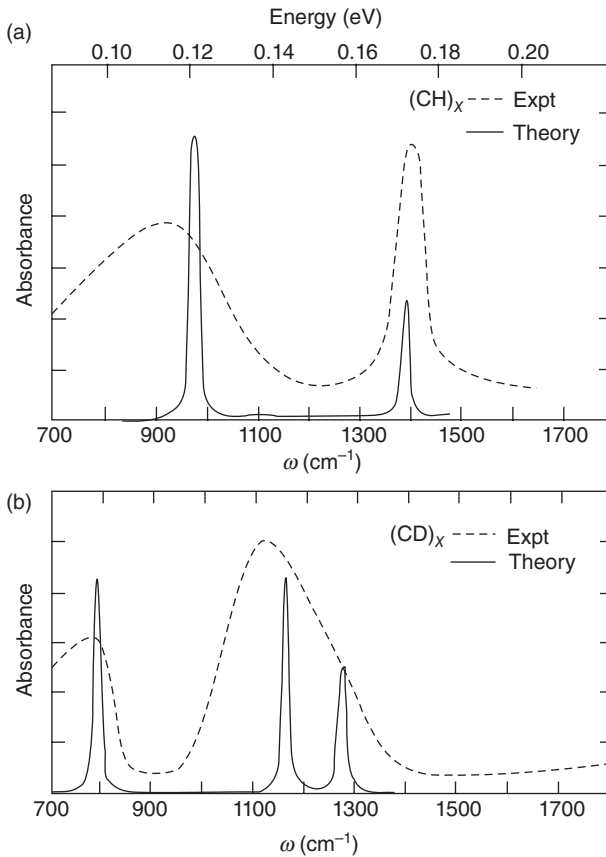 Energy (eV)
(a)
0.10 0.12 0.14 0.16 0.18 0.20
(CH)x Expt
Theory
Absorbance
700 900 1100 1300 1500 1700
ω (cm⁻¹)
(b)
(CD)x Expt
Theory
Absorbance
700 900 1100 1300 1500 1700
ω (cm⁻¹)